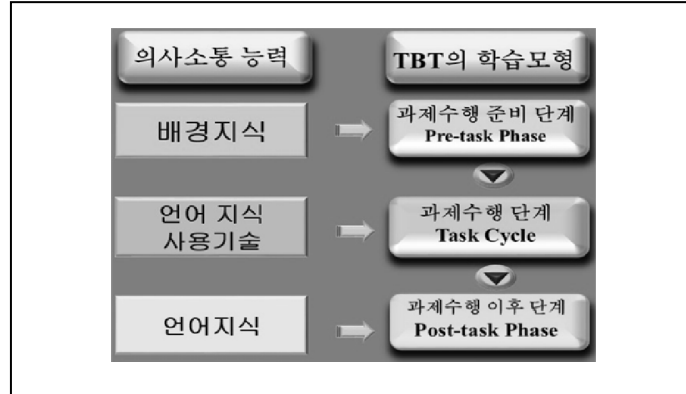 의사소통 능력
TBT의 학습모형
배경지식
과제수행 준비 단계
Pre-task Phase
언어 지식
사용기술
과제수행 단계
Task Cycle
언어지식
과제수행 이후 단계
Post-task Phase